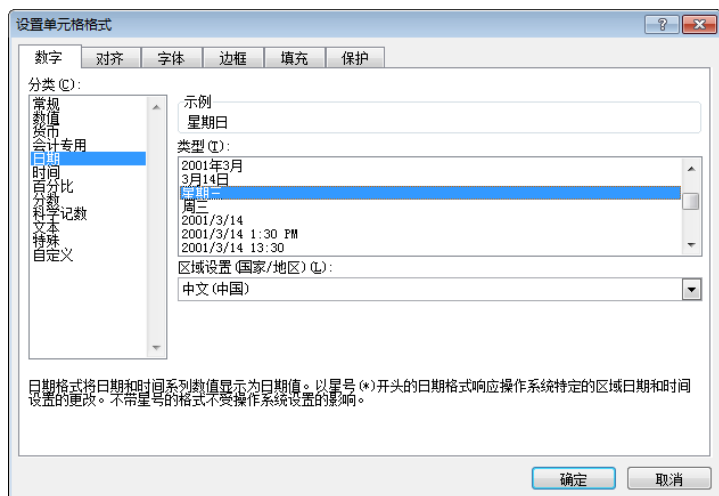 设置单元格格式
数字 对齐 字体 边框 填充 保护
分类(C):
常规
数值
货币
会计专用
日期
时间
百分比
分数
科学记数
文本
特殊
自定义
示例
星期日
类型(T):
2001年3月
3月14日
星期三
周三
2001/3/14
2001/3/14 1:30 PM
2001/3/14 13:30
区域设置(国家/地区)(L):
中文(中国)
日期格式将日期和时间系列数值显示为日期值。以星号(*)开头的日期格式响应操作系统特定的区域日期和时间
设置的更改。不带星号的格式不受操作系统设置的影响。
确定 取消